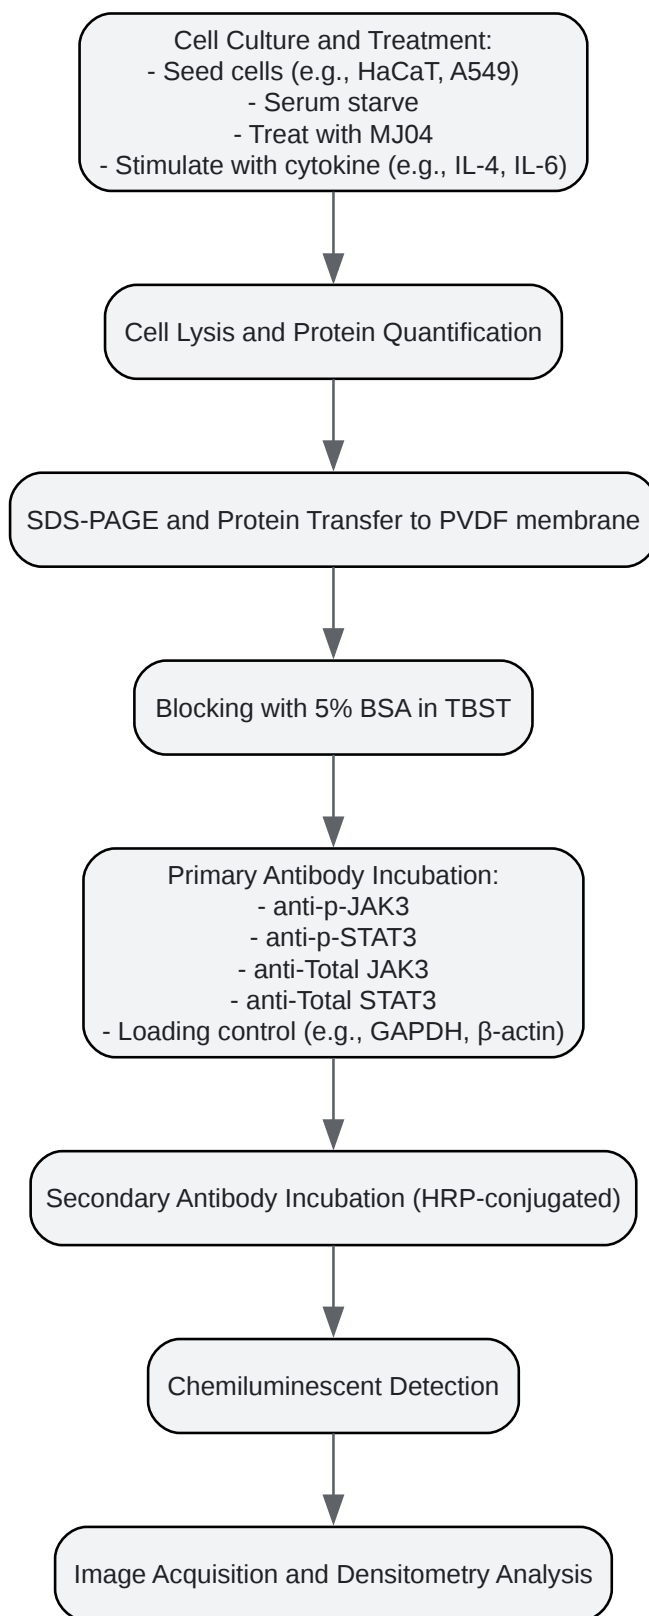 Cell Culture and Treatment:
- Seed cells (e.g., HaCaT, A549)
- Serum starve
- Treat with MJ04
- Stimulate with cytokine (e.g., IL-4, IL-6)
Cell Lysis and Protein Quantification
SDS-PAGE and Protein Transfer to PVDF membrane
Blocking with 5% BSA in TBST
Primary Antibody Incubation:
- anti-p-JAK3
- anti-p-STAT3
- anti-Total JAK3
- anti-Total STAT3
- Loading control (e.g., GAPDH, β-actin)
Secondary Antibody Incubation (HRP-conjugated)
Chemiluminescent Detection
Image Acquisition and Densitometry Analysis